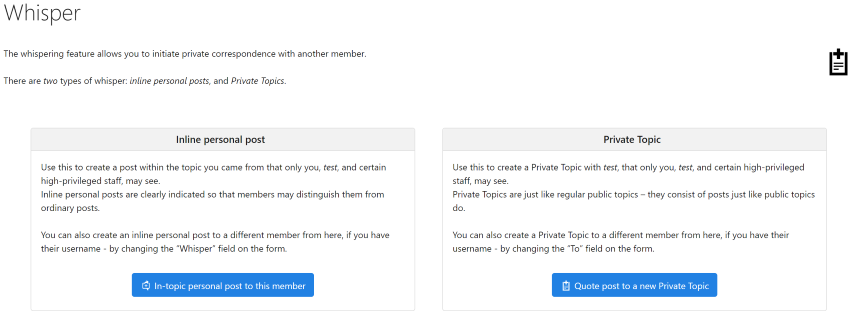 Whisper
The whispering feature allows you to initiate private correspondence with another member.
There are two types of whisper: inline personal posts, and Private Topics.
Inline personal post
Use this to create a post within the topic you came from that only you, test, and certain
high-privileged staff, may see.
Inline personal posts are clearly indicated so that members may distinguish them from
ordinary posts.
You can also create an inline personal post to a different member from here, if you have
their username - by changing the “Whisper” field on the form.
In-topic personal post to this member
Private Topic
Use this to create a Private Topic with test, that only you, test, and certain high-privileged
staff, may see.
Private Topics are just like regular public topics – they consist of posts just like public topics
do.
You can also create a Private Topic to a different member from here, if you have their
username - by changing the “To” field on the form.
Quote post to a new Private Topic